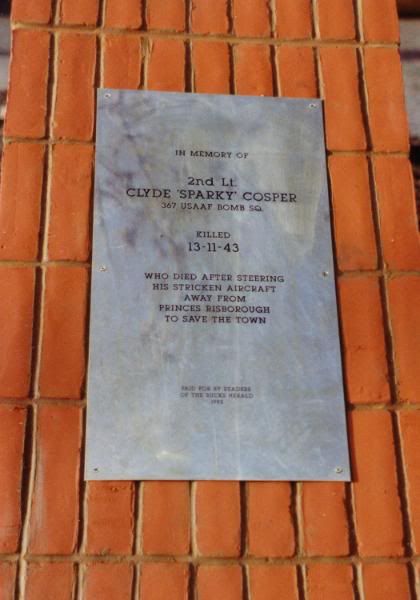 IN MEMORY OF
2nd Lt.
CLYDE 'SPARKY' COSPER
367 USAAF BOMB SQ.
KILLED
13-11-43
WHO DIED AFTER STEERING
HIS STRICKEN AIRCRAFT
AWAY FROM
PRINCES RISBOROUGH
TO SAVE THE TOWN
PAID FOR BY READERS
OF THE BUCKS HERALD